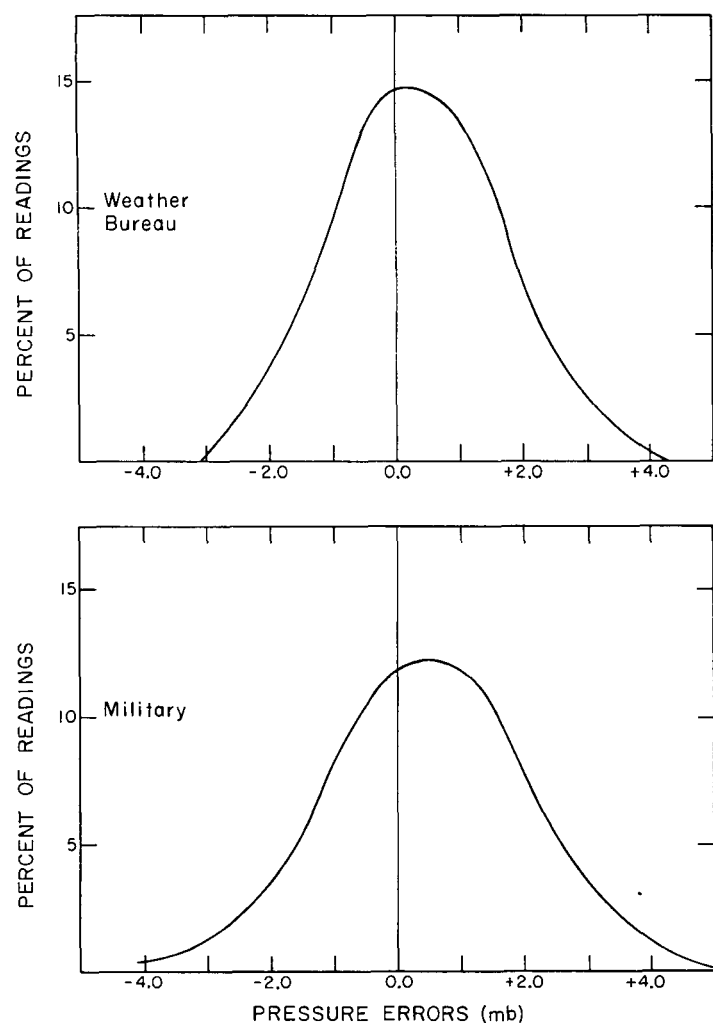 PERCENT OF READINGS
15
10
5
Weather
Bureau
-4.0 -2.0 0.0 +2.0 +4.0
PERCENT OF READINGS
15
10
5
Military
-4.0 -2.0 0.0 +2.0 +4.0
PRESSURE ERRORS (mb)